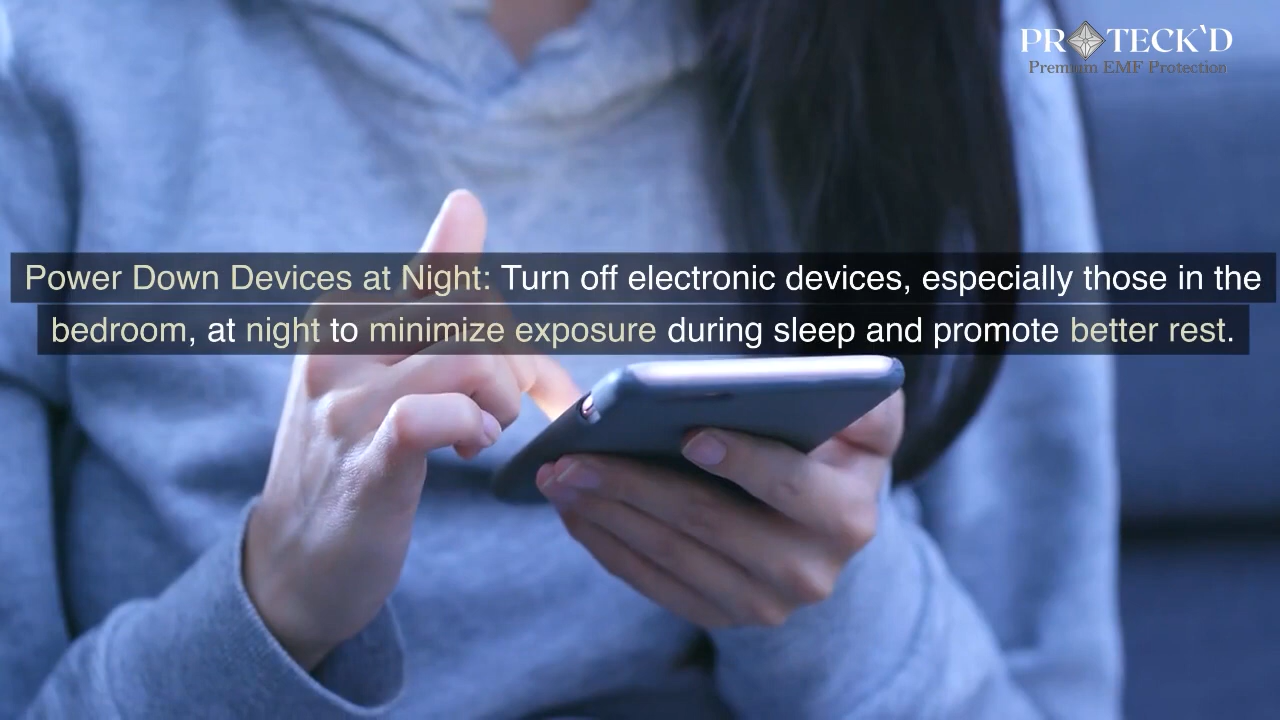 PROTECK'D
Premium EMF Protection
Power Down Devices at Night: Turn off electronic devices, especially those in the
bedroom, at night to minimize exposure during sleep and promote better rest.